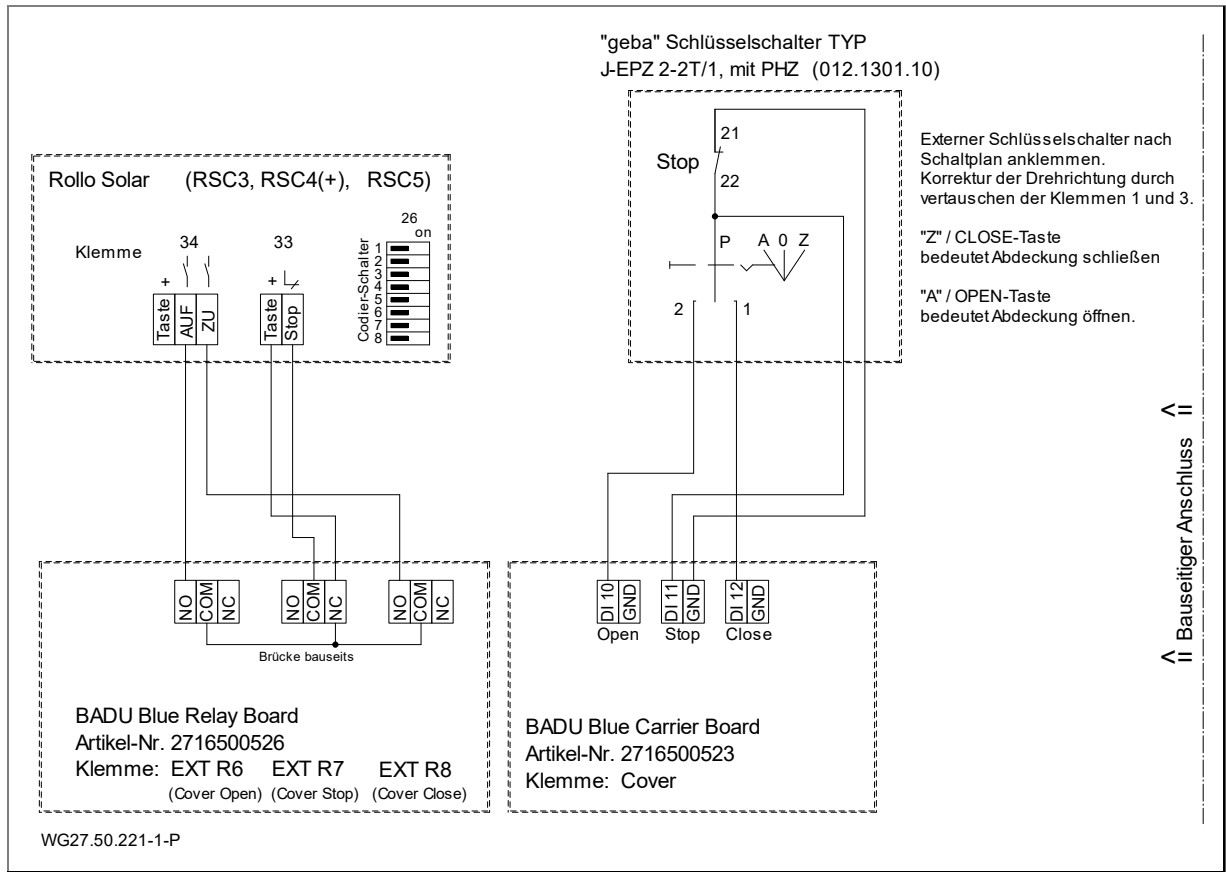 "geba" Schlüsselschalter TYP
J-EPZ 2-2T/1, mit PHZ (012.1301.10)
21
Stop
22
P A 0 Z
2 1
Externer Schlüsselschalter nach
Schaltplan anklemmen.
Korrektur der Drehrichtung durch
vertauschen der Klemmen 1 und 3.
"Z" / CLOSE-Taste
bedeutet Abdeckung schließen
"A" / OPEN-Taste
bedeutet Abdeckung öffnen.
Rollo Solar (RSC3, RSC4(+), RSC5)
26
on
Klemme 34 33
+ +
Taste
AUF
ZU
Taste
Stop
Codier-Schalter
1
2
3
4
5
6
7
8
<= Bauseitiger Anschluss <=
NO
COM
NC
NO
COM
NC
NO
COM
NC
Brücke bauseits
BADU Blue Relay Board
Artikel-Nr. 2716500526
Klemme: EXT R6 EXT R7 EXT R8
(Cover Open) (Cover Stop) (Cover Close)
DI 10
GND
DI 11
GND
DI 12
GND
Open Stop Close
BADU Blue Carrier Board
Artikel-Nr. 2716500523
Klemme: Cover
WG27.50.221-1-P